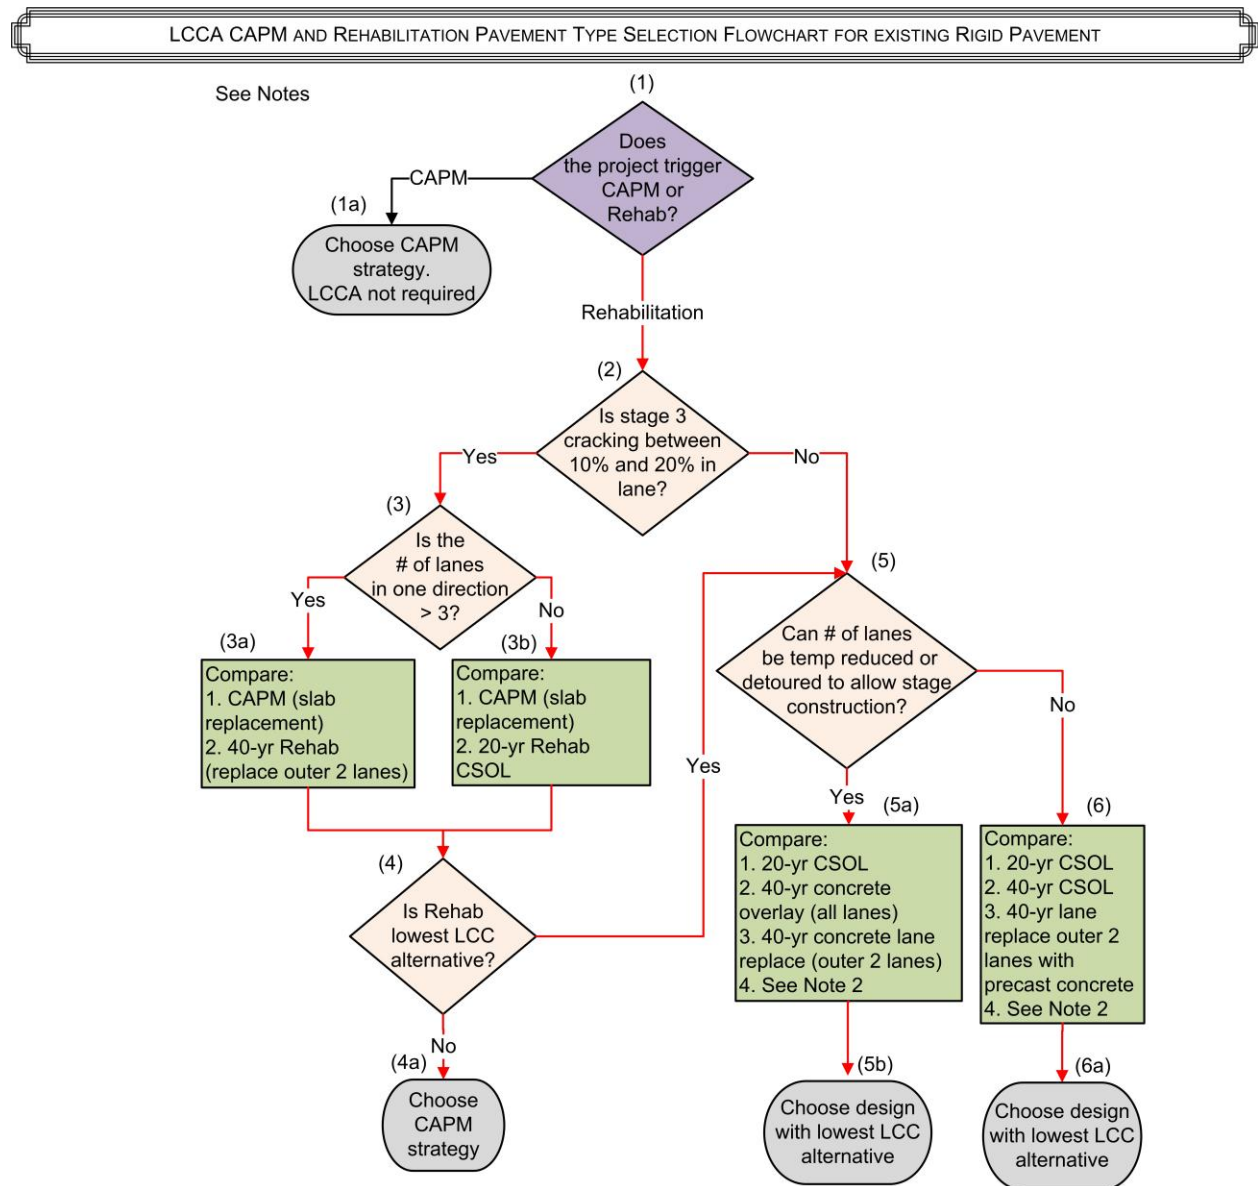 LCCA CAPM AND REHABILITATION PAVEMENT TYPE SELECTION FLOWCHART FOR EXISTING RIGID PAVEMENT
See Notes
(1)
Does
the project trigger
CAPM or
Rehab?
CAPM
(1a)
Choose CAPM
strategy.
LCCA not required
Rehabilitation
(2)
Is stage 3
cracking between
10% and 20% in
lane?
Yes
No
(3)
Is the
# of lanes
in one direction
> 3?
Yes
No
(3a)
Compare:
1. CAPM (slab
replacement)
2. 40-yr Rehab
(replace outer 2 lanes)
(3b)
Compare:
1. CAPM (slab
replacement)
2. 20-yr Rehab
CSOL
(4)
Is Rehab
lowest LCC
alternative?
Yes
No
(4a)
Choose
CAPM
strategy
(5)
Can # of lanes
be temp reduced or
detoured to allow stage
construction?
Yes
No
(5a)
Compare:
1. 20-yr CSOL
2. 40-yr concrete
overlay (all lanes)
3. 40-yr concrete lane
replace (outer 2 lanes)
4. See Note 2
(5b)
Choose design
with lowest LCC
alternative
(6)
Compare:
1. 20-yr CSOL
2. 40-yr CSOL
3. 40-yr lane
replace outer 2
lanes with
precast concrete
4. See Note 2
(6a)
Choose design
with lowest LCC
alternative